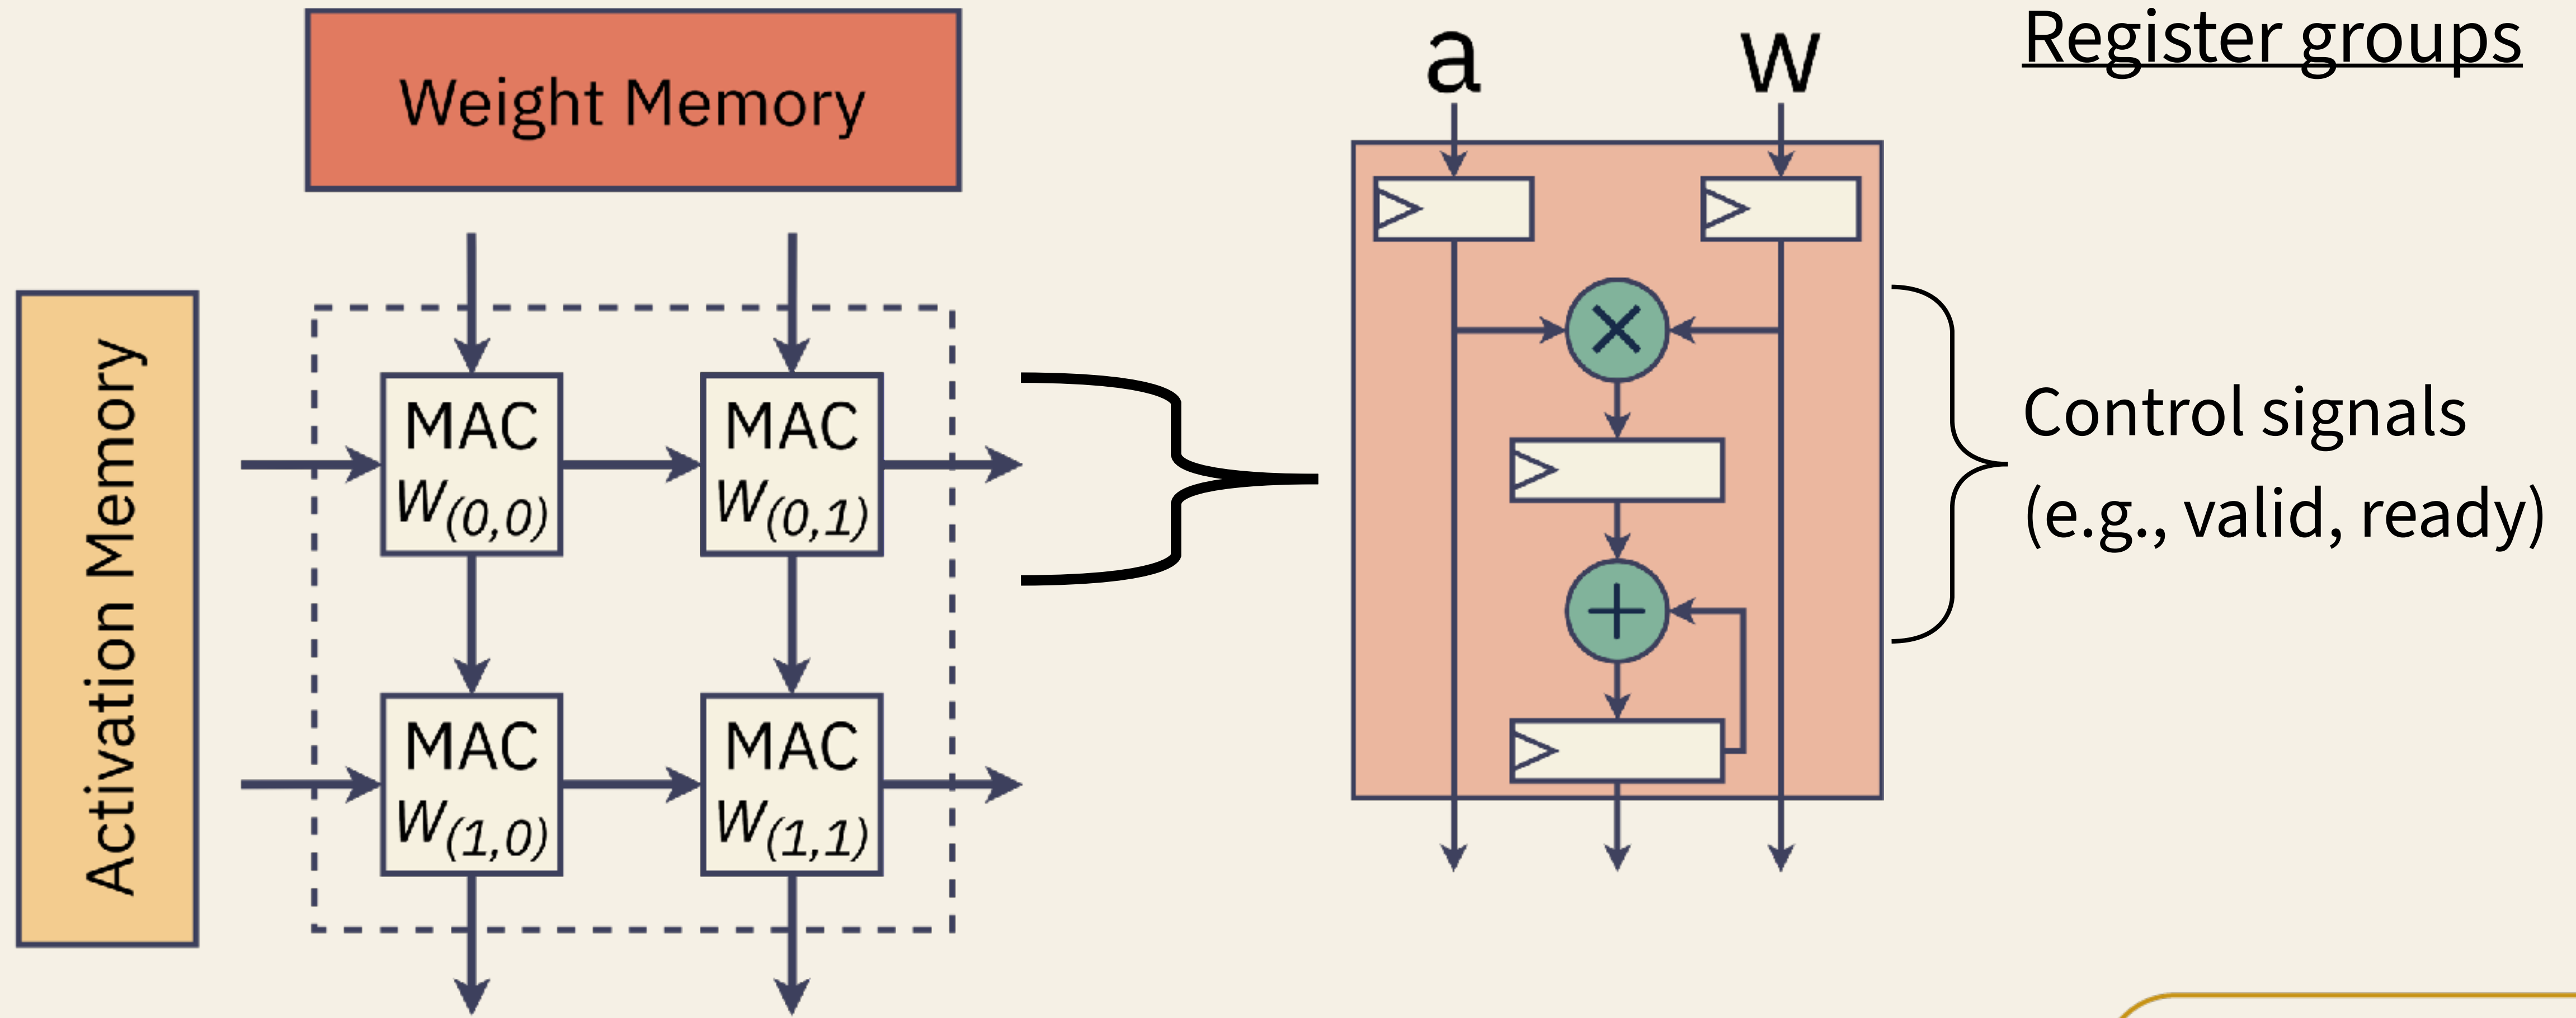 Weight Memory
Activation Memory
MAC
W(0,0)
MAC
W(0,1)
MAC
W(1,0)
MAC
W(1,1)
a
w
Register groups
Control signals
(e.g., valid, ready)